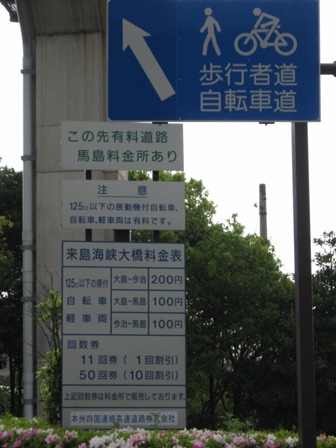 歩行者道
自転車道
この先有料道路
馬島料金所あり
注 意
125cc以下の原動機付自転車、
自転車、軽車両は有料です。
来島海峡大橋料金表
125cc以下の原付 大島~今治 200円
自転車 大島~馬島 100円
軽車両 今治~馬島 100円
回数券
11回券 ( 1回割引)
50回券 (10回割引)
上記回数券は料金所で販売しております。
本州四国連絡高速道路株式会社